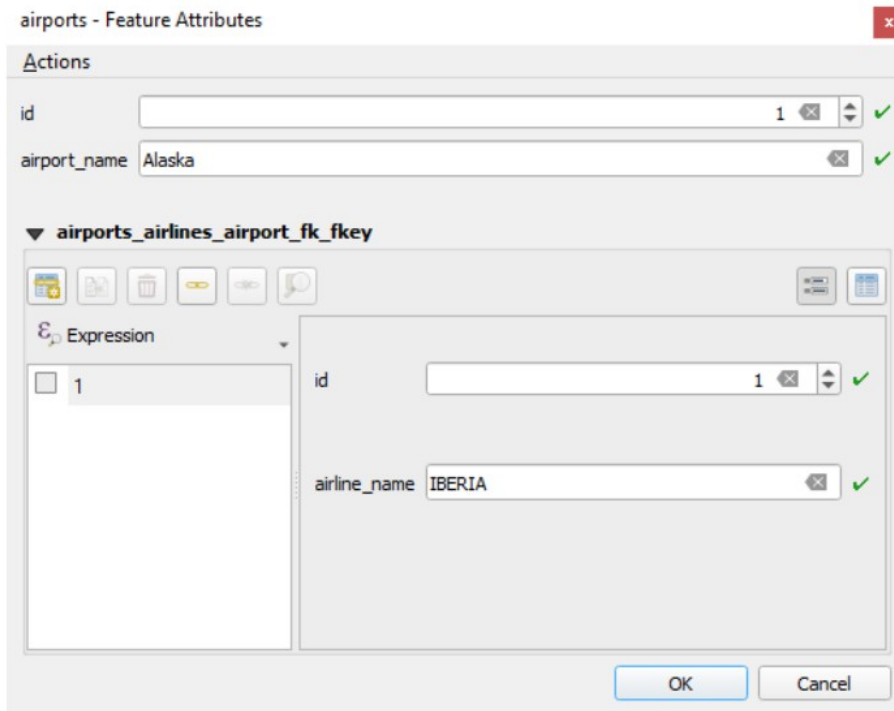 airports - Feature Attributes
x
Actions
id
1
airport_name
Alaska
airports_airlines_airport_fk_fkey
Expression
1
id
1
airline_name
IBERIA
OK
Cancel